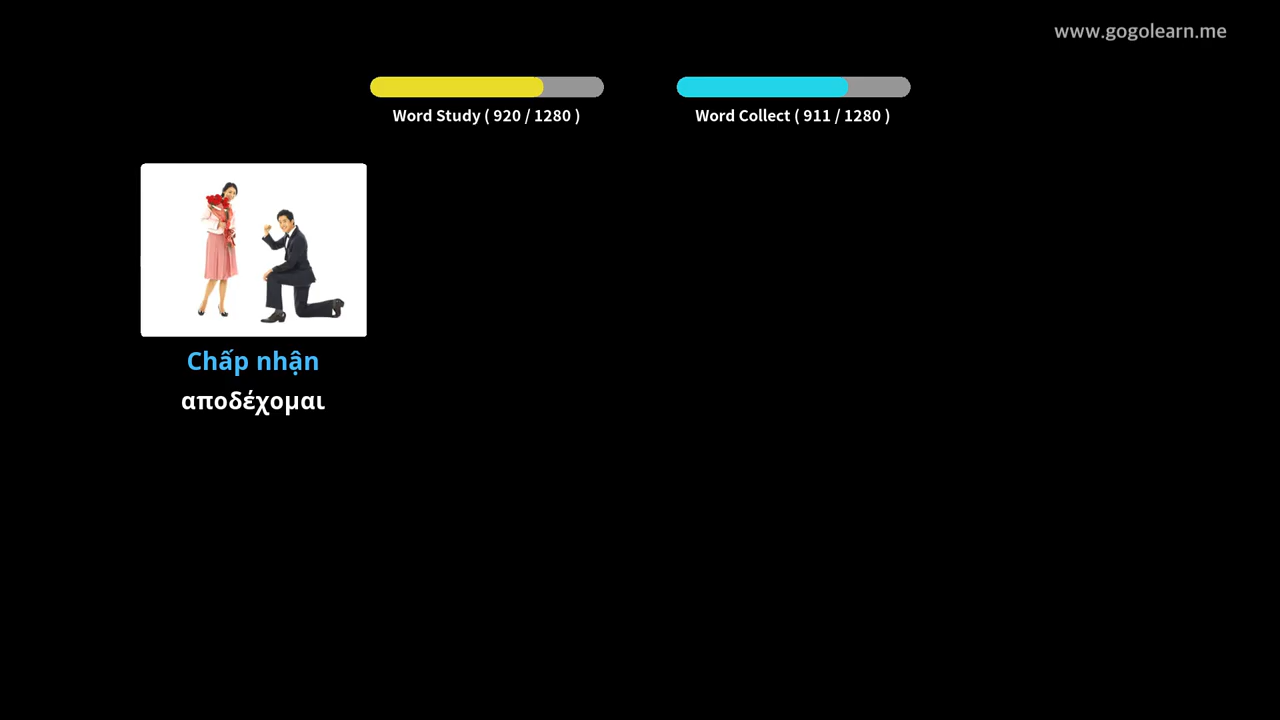 www.gogolearn.me
Word Study ( 920 / 1280 )
Word Collect ( 911 / 1280 )
Chấp nhận
αποδέχομαι